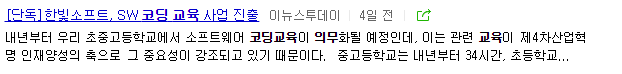 [단독]한빛소프트, SW 코딩 교육 사업 진출 이뉴스투데이 | 4일 전 |
내년부터 우리 초중고등학교에서 소프트웨어 코딩교육이 의무화될 예정인데, 이는 관련 교육이 제4차산업혁
명 인재양성의 축으로 그 중요성이 강조되고 있기 때문이다. 중고등학교는 내년부터 34시간, 초등학교...